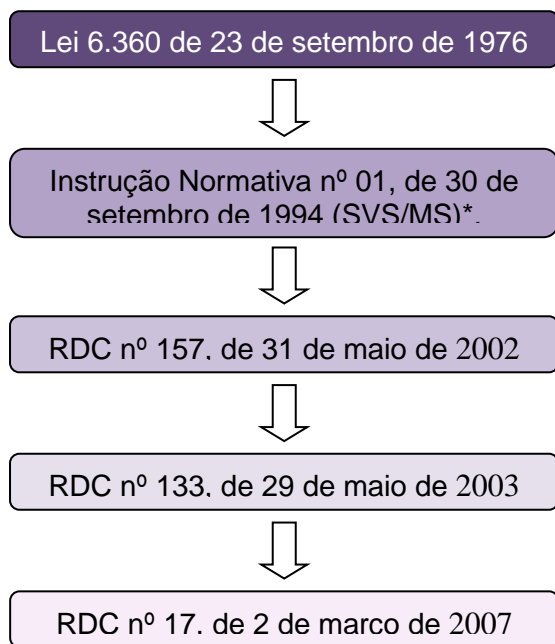 Lei 6.360 de 23 de setembro de 1976
Instrução Normativa nº 01, de 30 de
setembro de 1994 (SVS/MS)*.
RDC nº 157, de 31 de maio de 2002
RDC nº 133, de 29 de maio de 2003
RDC nº 17, de 2 de março de 2007